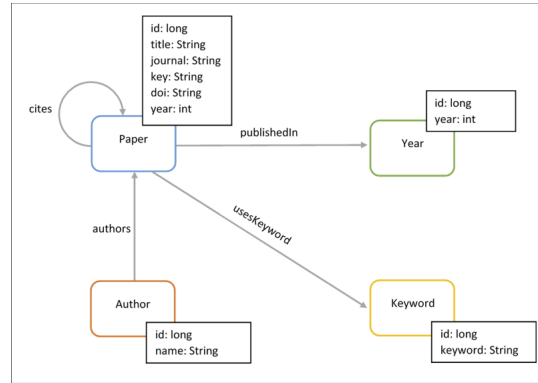 id: long
title: String
journal: String
key: String
doi: String
year: int
cites
Paper
publishedIn
id: long
year: int
Year
authors
usesKeyword
Author
id: long
name: String
Keyword
id: long
keyword: String